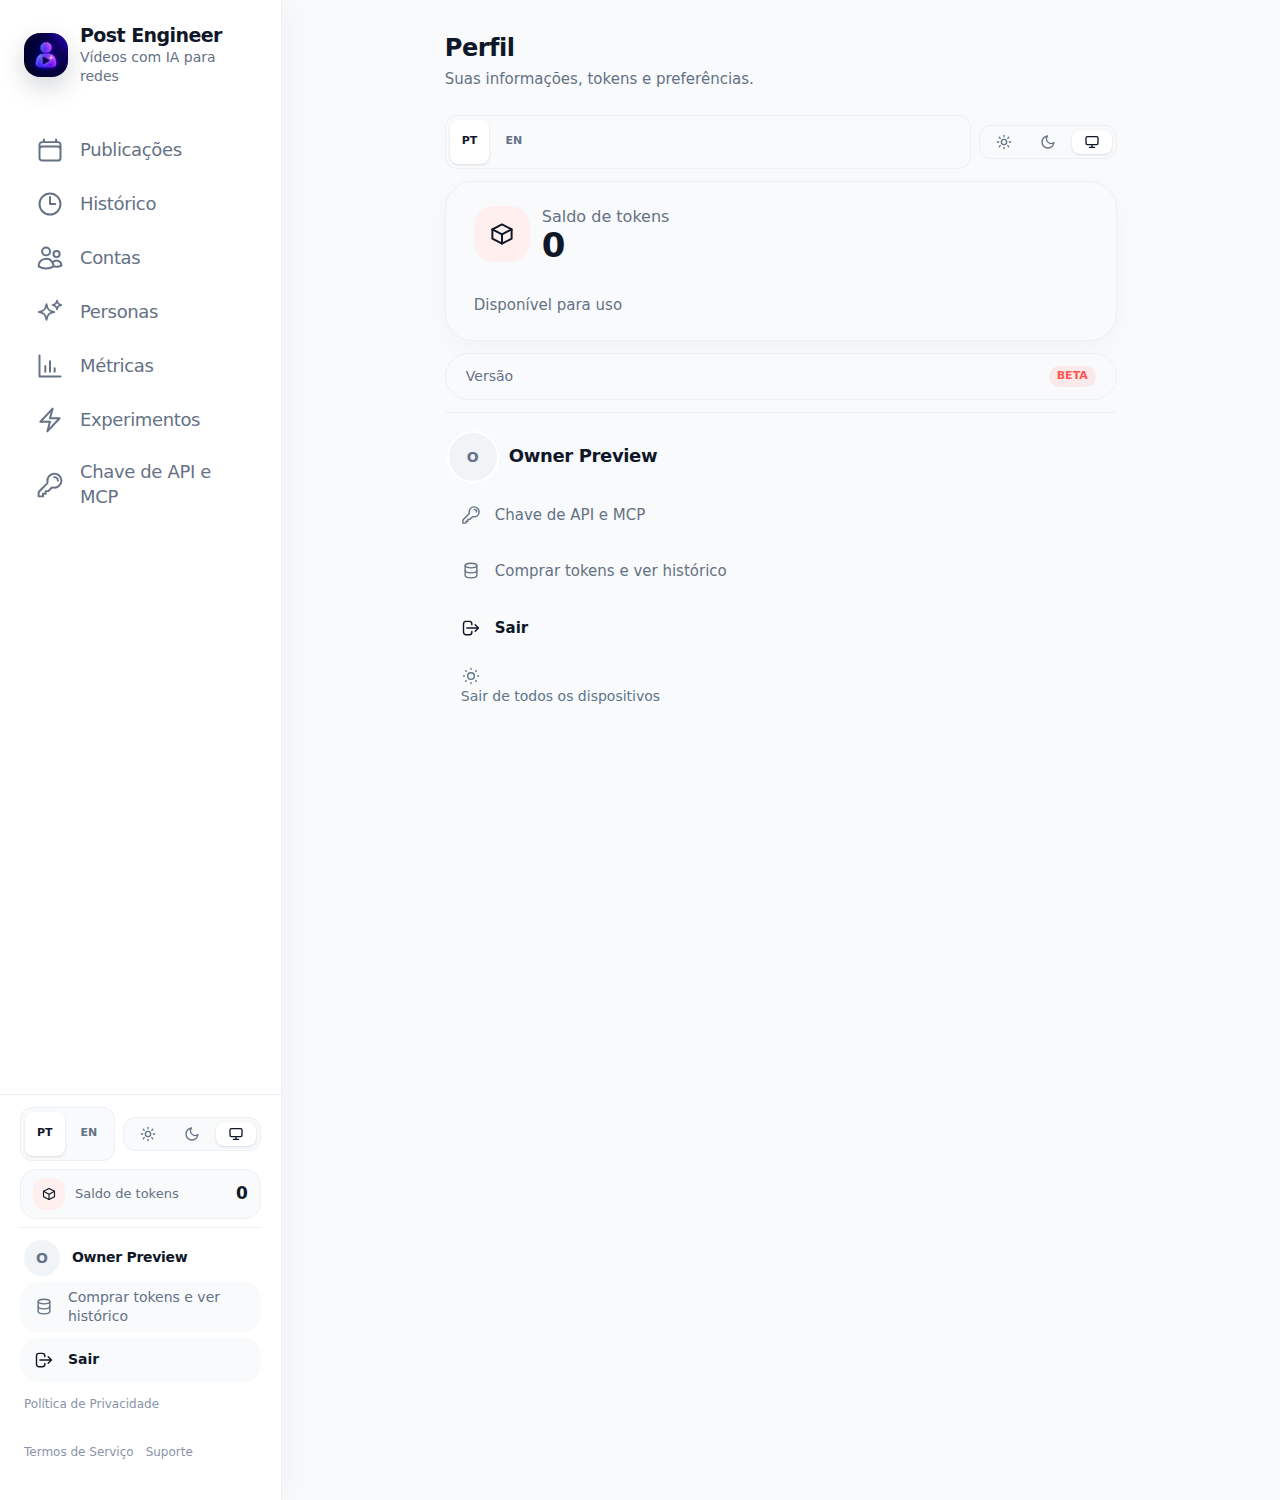 Post Engineer
Vídeos com IA para
redes
Publicações
Histórico
Contas
Personas
Métricas
Experimentos
Chave de API e
MCP
PT EN
Saldo de tokens 0
O Owner Preview
Comprar tokens e ver
histórico
Sair
Política de Privacidade
Termos de Serviço Suporte
Perfil
Suas informações, tokens e preferências.
PT EN
Saldo de tokens
0
Disponível para uso
Versão BETA
O Owner Preview
Chave de API e MCP
Comprar tokens e ver histórico
Sair
Sair de todos os dispositivos